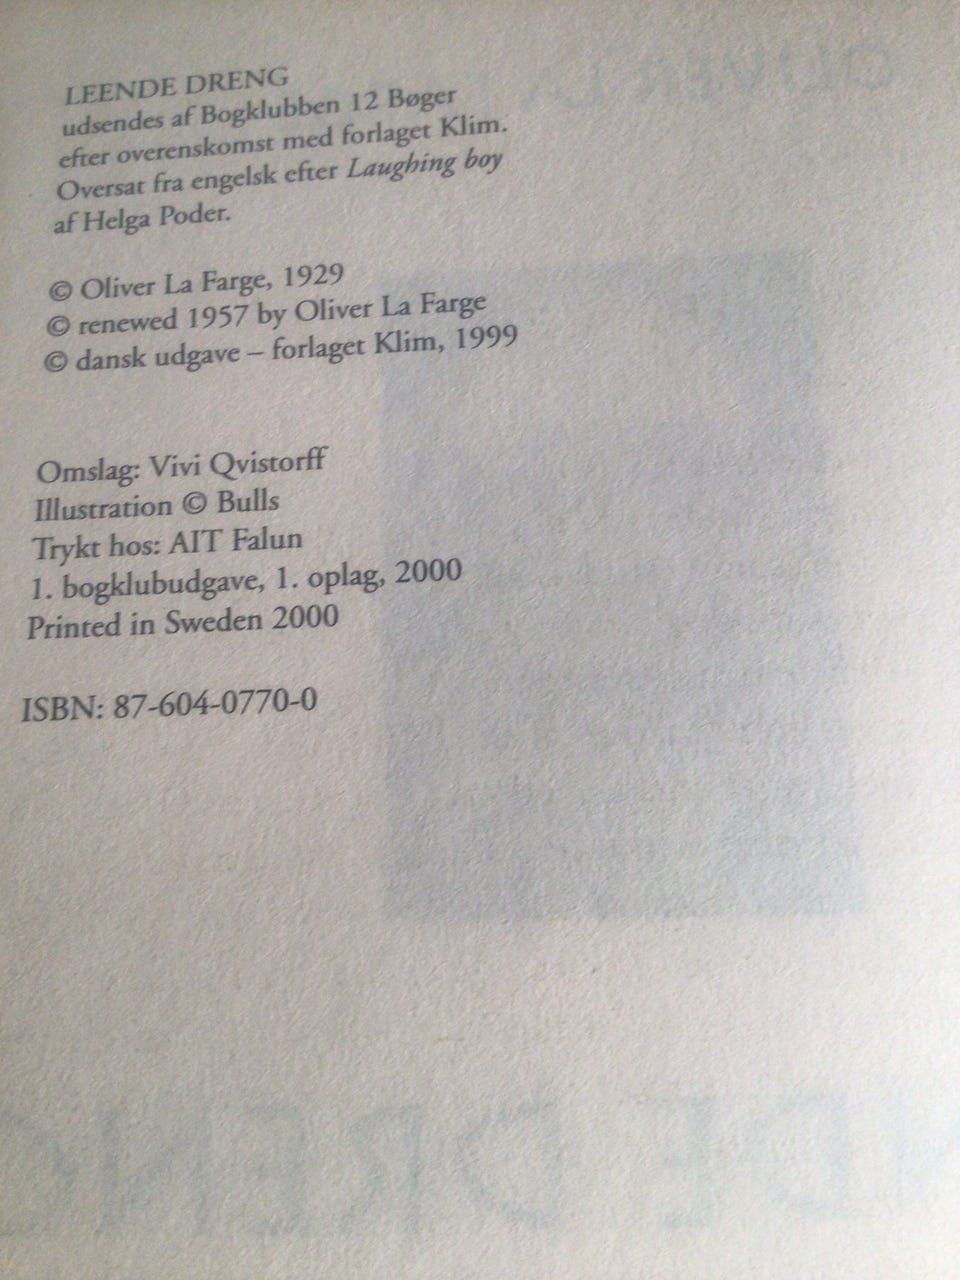 LEENDE DRENG
udsendes af Bogklubben 12 Bøger
efter overenskomst med forlaget Klim.
Oversat fra engelsk efter Laughing boy
af Helga Poder.
© Oliver La Farge, 1929
© renewed 1957 by Oliver La Farge
© dansk udgave – forlaget Klim, 1999
Omslag: Vivi Qvistorff
Illustration © Bulls
Trykt hos: AIT Falun
1. bogklubudgave, 1. oplag, 2000
Printed in Sweden 2000
ISBN: 87-604-0770-0